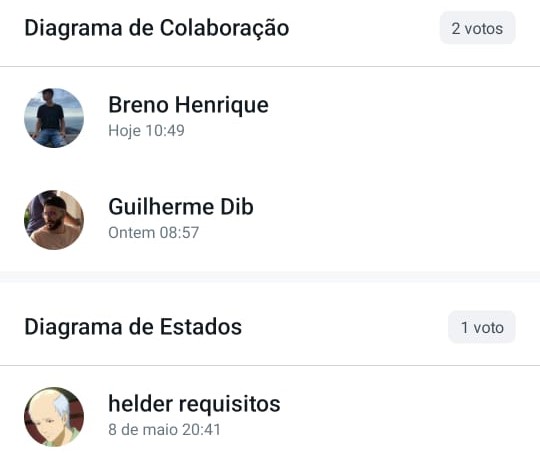 Diagrama de Colaboração
2 votos
Breno Henrique
Hoje 10:49
Guilherme Dib
Ontem 08:57
Diagrama de Estados
1 voto
helder requisitos
8 de maio 20:41